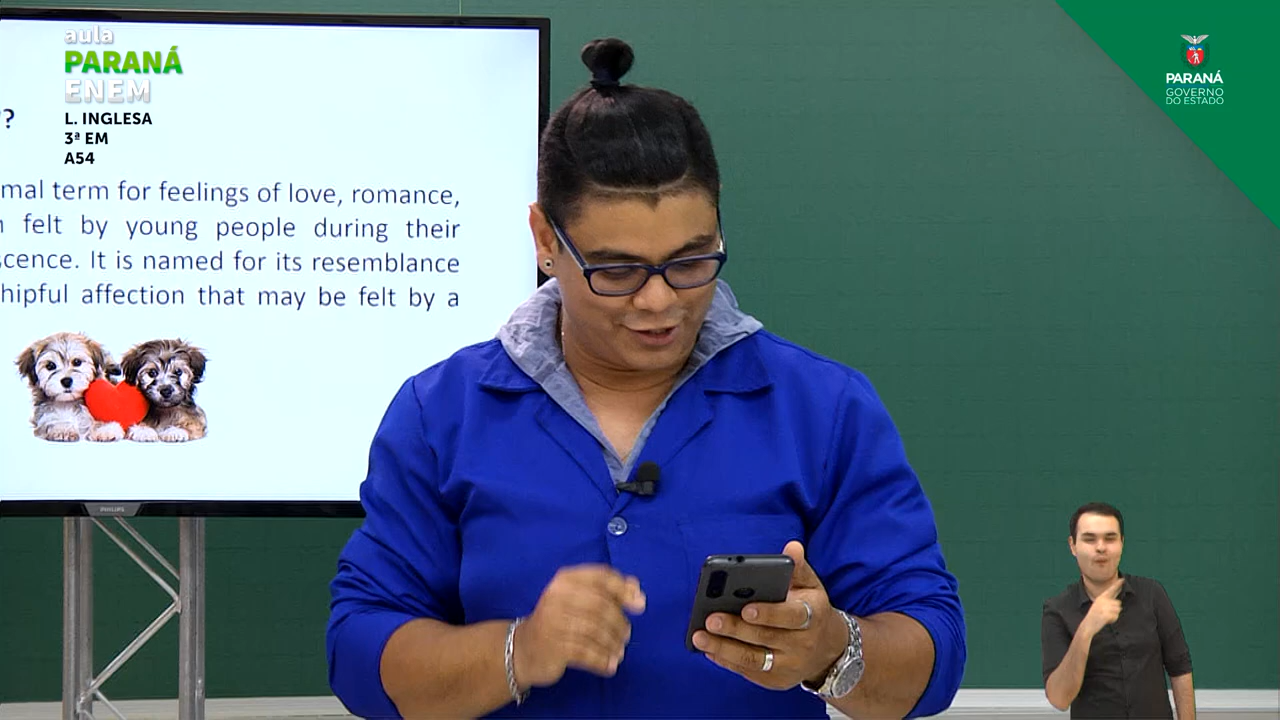 aula
PARANÁ
ENEM
L. INGLESA
3ª EM
A54
?
mal term for feelings of love, romance,
felt by young people during their
cence. It is named for its resemblance
hipful affection that may be felt by a
PHILIPS
PARANÁ
GOVERNO
DO ESTADO